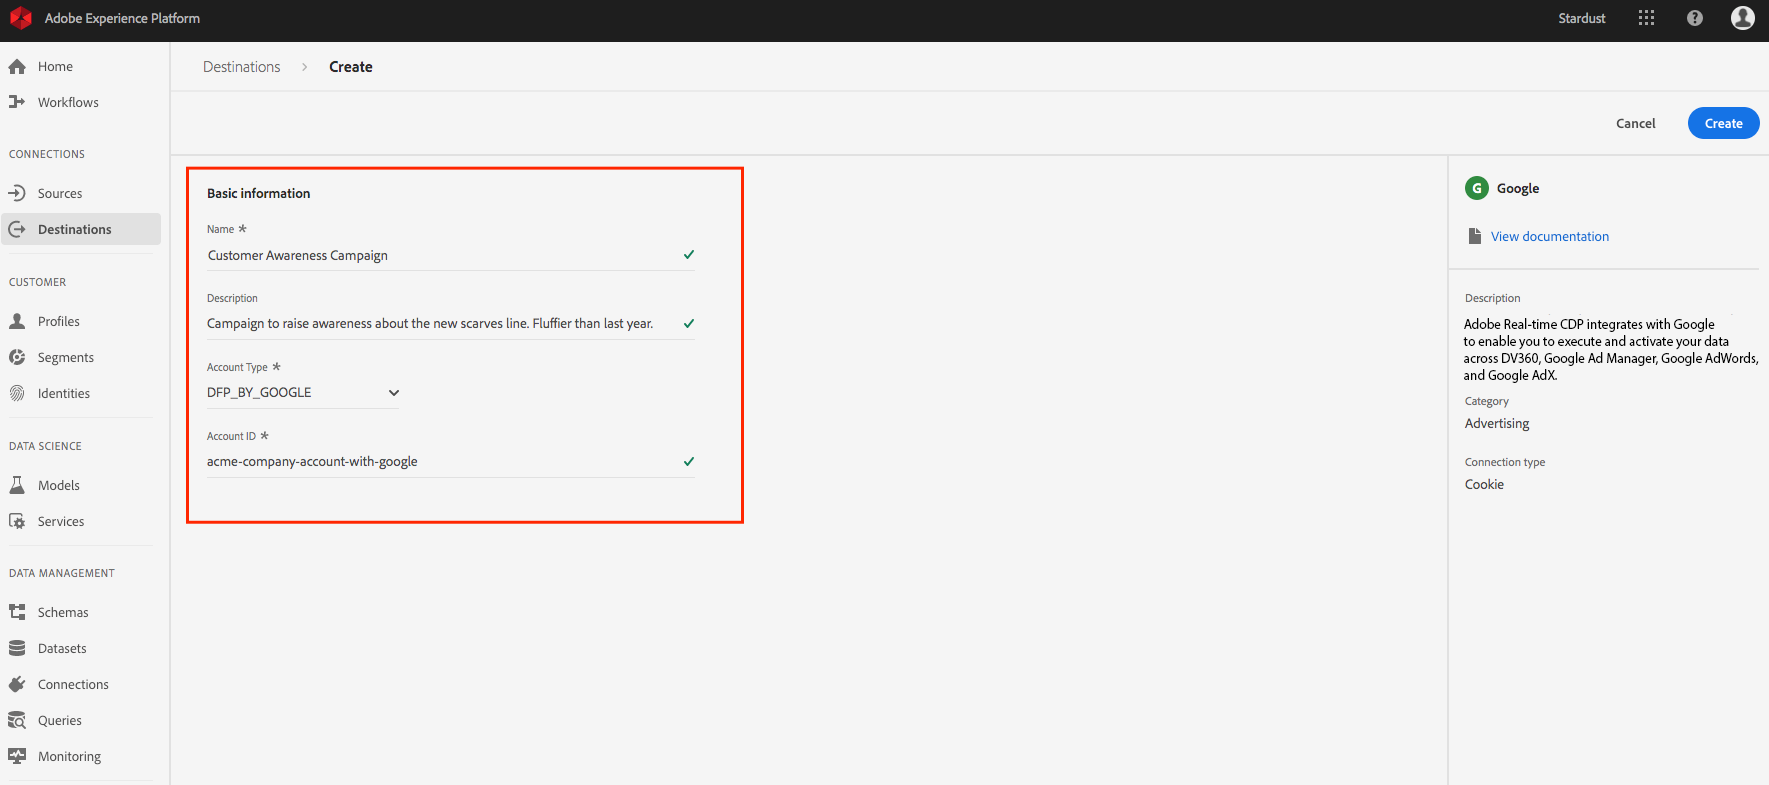 Adobe Experience Platform
Stardust
Home
Workflows
CONNECTIONS
Sources
Destinations
CUSTOMER
Profiles
Segments
Identities
DATA SCIENCE
Models
Services
DATA MANAGEMENT
Schemas
Datasets
Connections
Queries
Monitoring
Destinations > Create
Cancel
Create
Basic information
Name *
Customer Awareness Campaign
Description
Campaign to raise awareness about the new scarves line. Fluffier than last year.
Account Type *
DFP_BY_GOOGLE
Account ID *
acme-company-account-with-google
G Google
View documentation
Description
Adobe Real-time CDP integrates with Google
to enable you to execute and activate your data
across DV360, Google Ad Manager, Google AdWords,
and Google AdX.
Category
Advertising
Connection type
Cookie